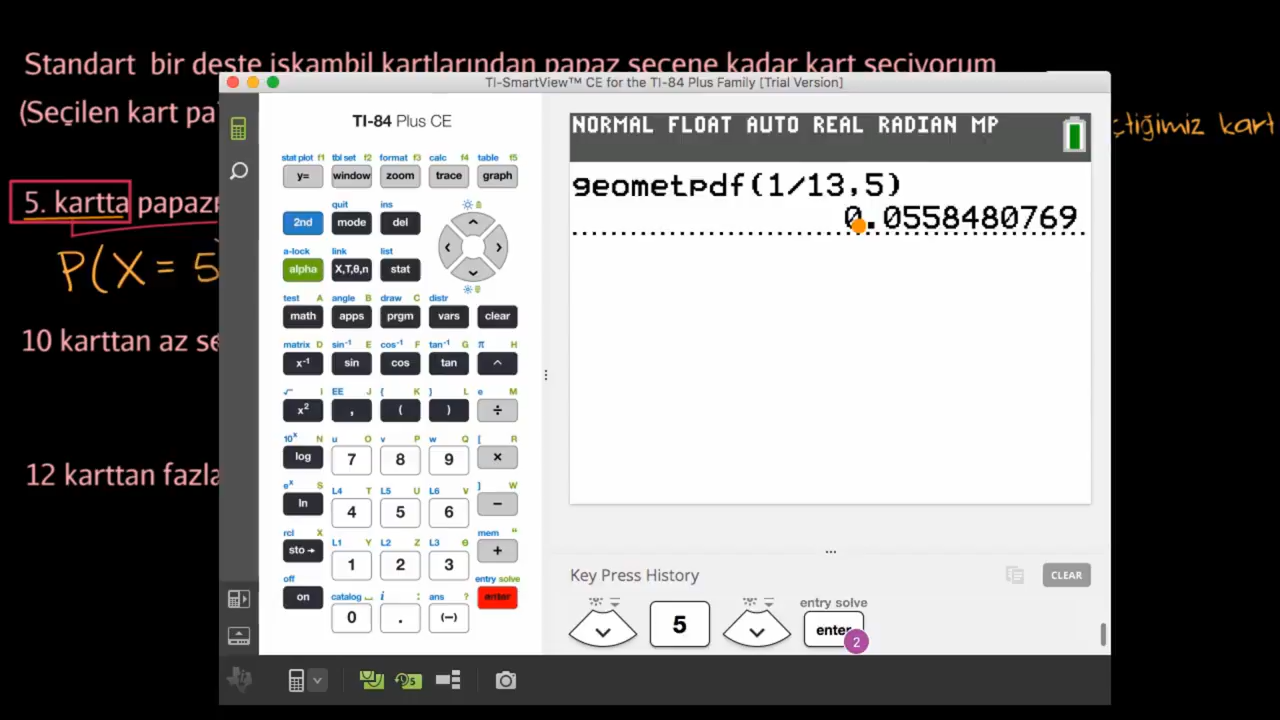 Standart bir deste iskambil kartlarından papaz seçene kadar kart seçiyorum
(Seçilen kart
kart
5. kartta
P(X = 5
10 karttan az
12 karttan
TI-SmartView™ CE for the TI-84 Plus Family [Trial Version]
TI-84 Plus CE
stat plot f1 tbl set f2 format f3 calc f4 table f5
y= window zoom trace graph
quit ins
2nd mode del
a-lock link list
alpha X,T,θ,n stat
test A angle B draw C distr
math apps prgm vars clear
matrix D sin⁻¹ E cos⁻¹ F tan⁻¹ G π H
x⁻¹ sin cos tan ^
√ I EE J { K } L e M
x² , ( ) ÷
10ˣ N u O v P w Q [ R
log 7 8 9 ×
eˣ S L4 T L5 U L6 V ] W
ln 4 5 6 −
rcl X L1 Y L2 Z L3 θ mem "
sto→ 1 2 3 +
off catalog i : ans ? entry solve
on 0 . (−) enter
NORMAL FLOAT AUTO REAL RADIAN MP
geometpdf(1/13,5)
0.0558480769
Key Press History
CLEAR
entry solve
5 enter
2
5